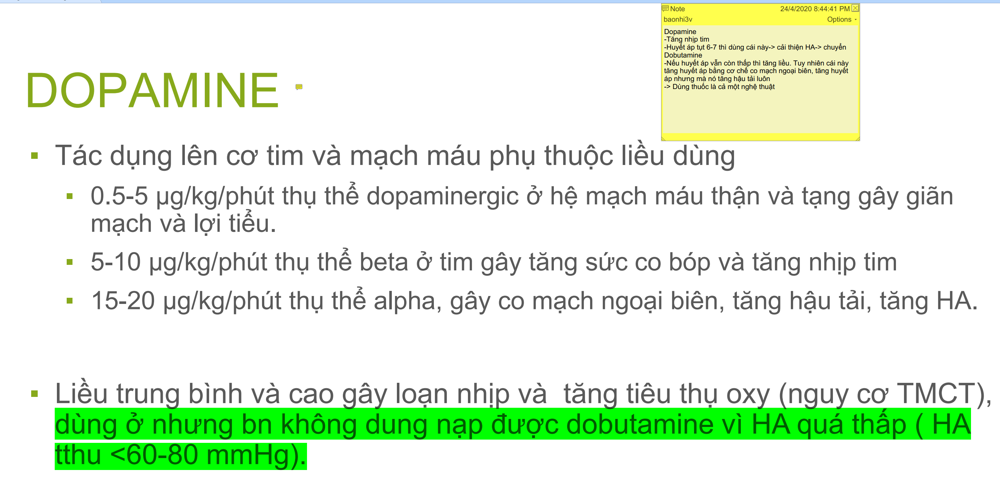 Note 24/4/2020 8:44:41 PM
baonhi3v Options
Dopamine
-Tăng nhịp tim
-Huyết áp tụt 6-7 thì dùng cái này-> cải thiện HA-> chuyển
Dobutamine
-Nếu huyết áp vẫn còn thấp thì tăng liều. Tuy nhiên cái này
tăng huyết áp bằng cơ chế co mạch ngoại biên, tăng huyết
áp nhưng mà nó tăng hậu tải luôn
-> Dùng thuốc là cả một nghệ thuật
DOPAMINE
▪ Tác dụng lên cơ tim và mạch máu phụ thuộc liều dùng
▪ 0.5-5 μg/kg/phút thụ thể dopaminergic ở hệ mạch máu thận và tạng gây giãn
mạch và lợi tiểu.
▪ 5-10 μg/kg/phút thụ thể beta ở tim gây tăng sức co bóp và tăng nhịp tim
▪ 15-20 μg/kg/phút thụ thể alpha, gây co mạch ngoại biên, tăng hậu tải, tăng HA.
▪ Liều trung bình và cao gây loạn nhịp và tăng tiêu thụ oxy (nguy cơ TMCT),
dùng ở nhưng bn không dung nạp được dobutamine vì HA quá thấp ( HA
tthu <60-80 mmHg).